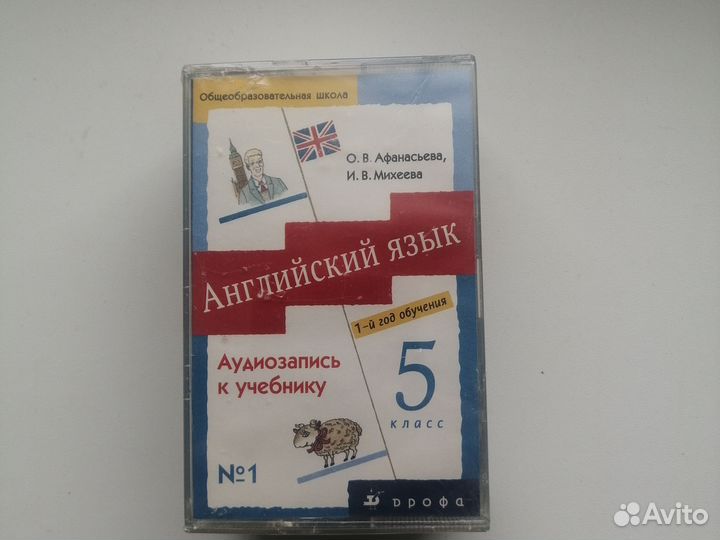 Общеобразовательная школа
О. В. Афанасьева,
И. В. Михеева
Английский язык
1-й год обучения
Аудиозапись
к учебнику
5
класс
№1
дрофа
Avito